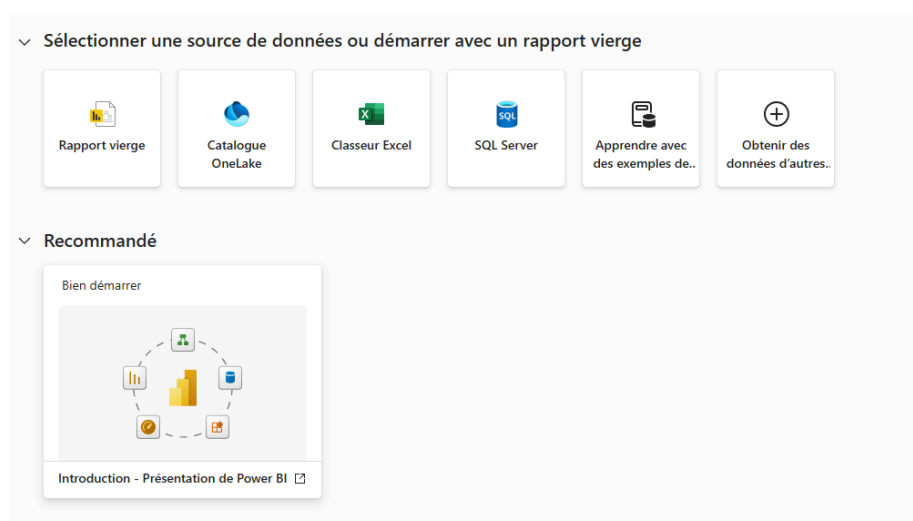 Sélectionner une source de données ou démarrer avec un rapport vierge
Rapport vierge
Catalogue
OneLake
Classeur Excel
SQL
SQL Server
Apprendre avec
des exemples de..
Obtenir des
données d'autres..
Recommandé
Bien démarrer
Introduction - Présentation de Power BI